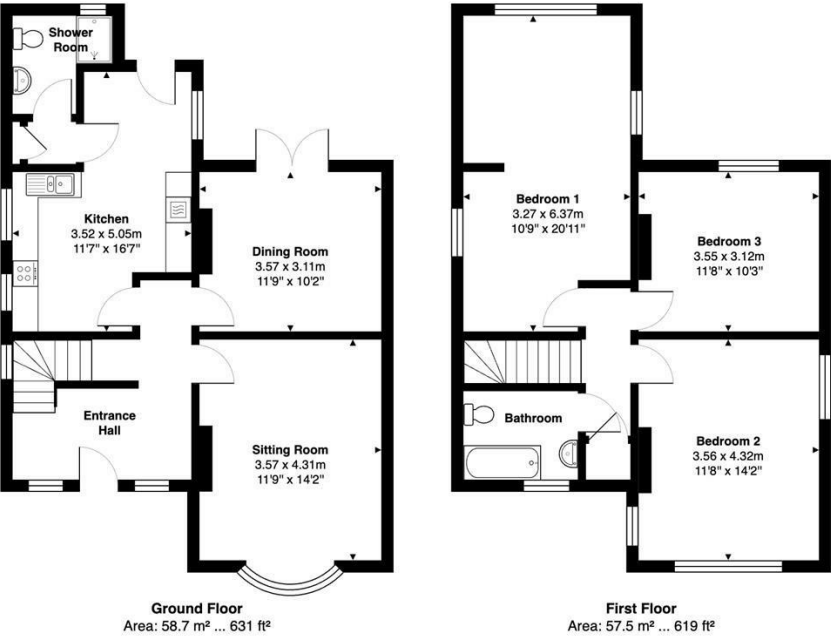 Shower
Room
Kitchen
3.52 x 5.05m
11'7" x 16'7"
Dining Room
3.57 x 3.11m
11'9" x 10'2"
Entrance
Hall
Sitting Room
3.57 x 4.31m
11'9" x 14'2"
Ground Floor
Area: 58.7 m² ... 631 ft²
Bedroom 1
3.27 x 6.37m
10'9" x 20'11"
Bedroom 3
3.55 x 3.12m
11'8" x 10'3"
Bathroom
Bedroom 2
3.56 x 4.32m
11'8" x 14'2"
First Floor
Area: 57.5 m² ... 619 ft²